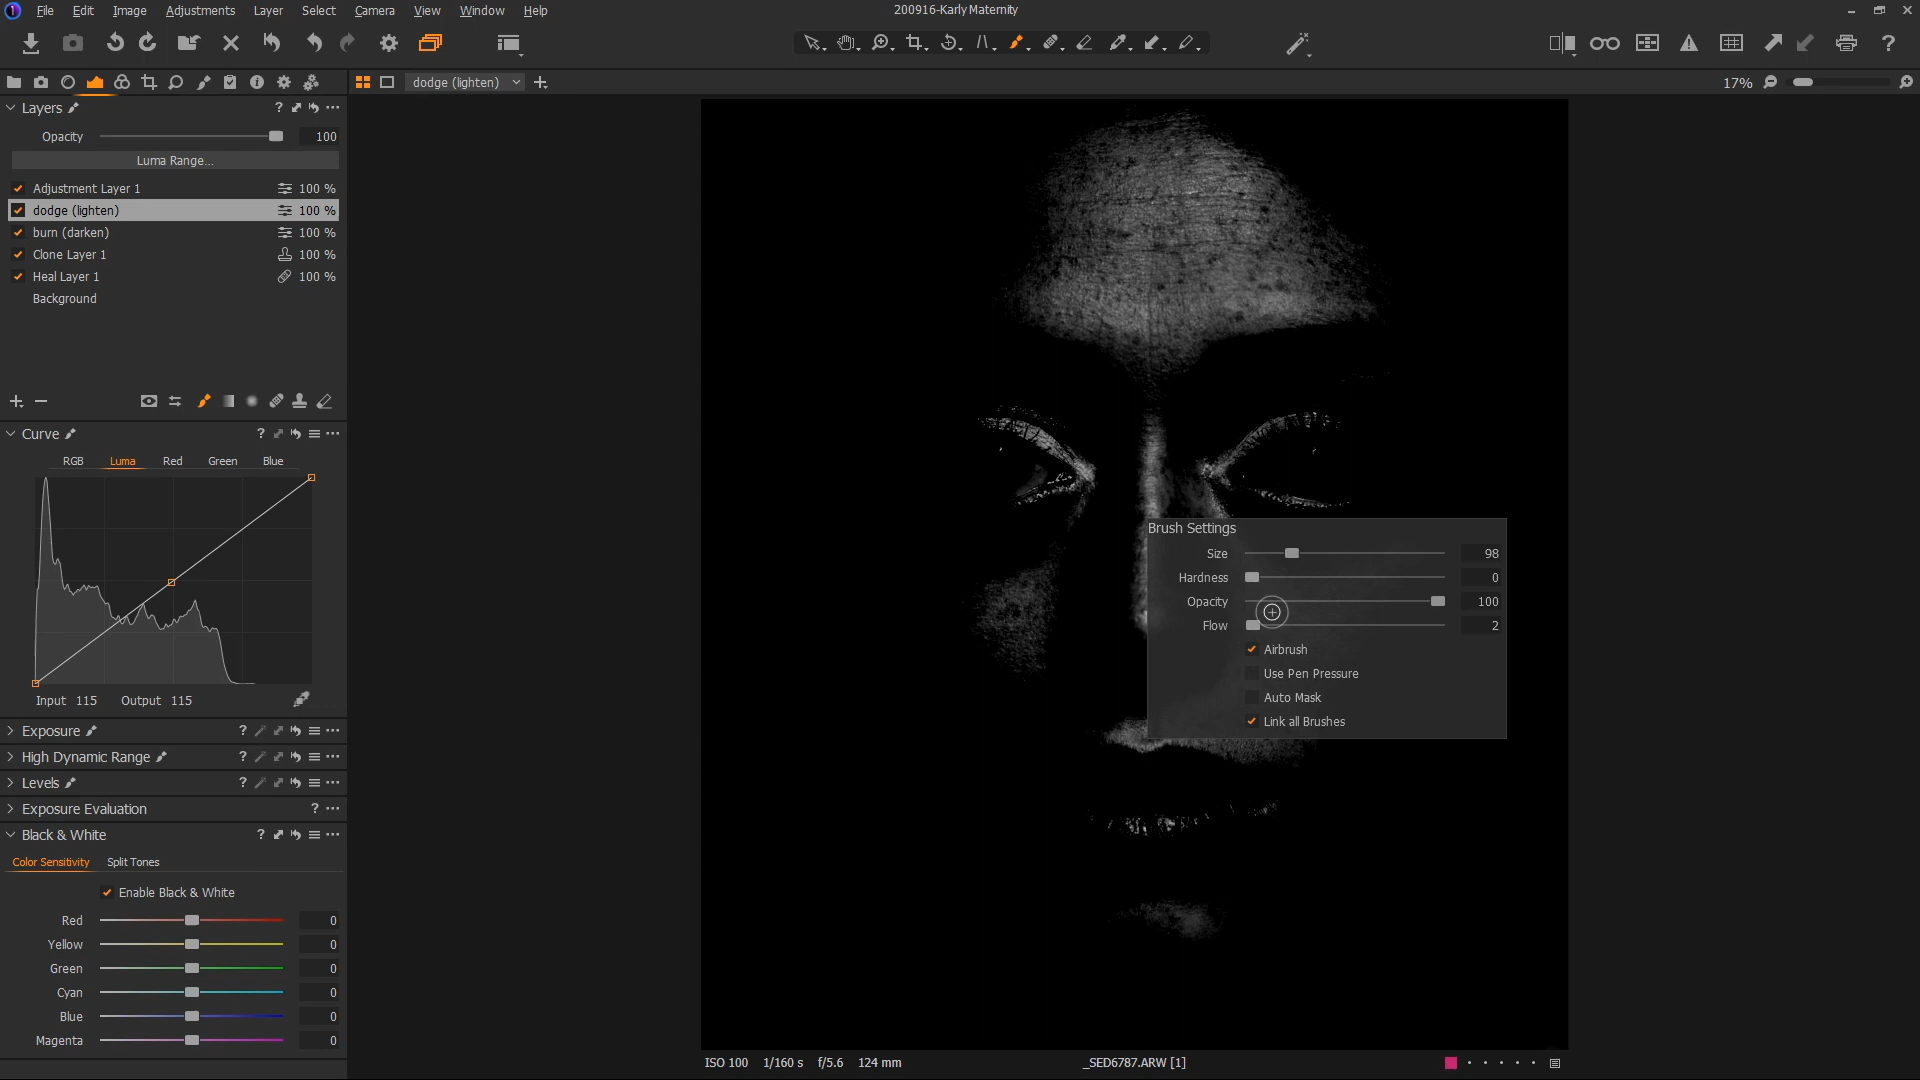 File Edit Image Adjustments Layer Select Camera View Window Help
200916-Karly Maternity
dodge (lighten)
17%
Layers
Opacity 100
Luma Range...
Adjustment Layer 1 100 %
dodge (lighten) 100 %
burn (darken) 100 %
Clone Layer 1 100 %
Heal Layer 1 100 %
Background
Curve
RGB Luma Red Green Blue
Input 115 Output 115
Exposure
High Dynamic Range
Levels
Exposure Evaluation
Black & White
Color Sensitivity Split Tones
Enable Black & White
Red 0
Yellow 0
Green 0
Cyan 0
Blue 0
Magenta 0
Brush Settings
Size 98
Hardness 0
Opacity 100
Flow 2
Airbrush
Use Pen Pressure
Auto Mask
Link all Brushes
ISO 100 1/160 s f/5.6 124 mm
_SED6787.ARW [1]